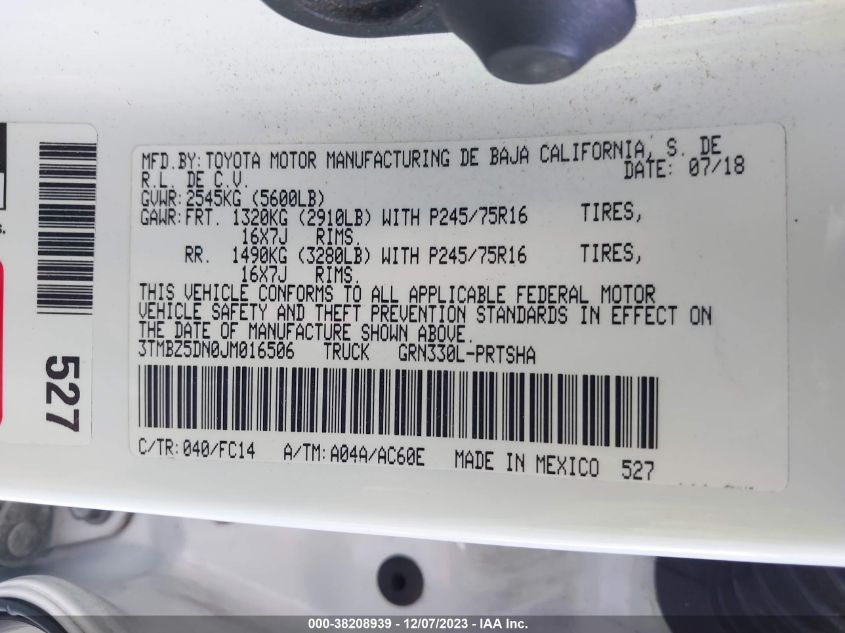 MFD.BY: TOYOTA MOTOR MANUFACTURING DE BAJA CALIFORNIA, S. DE
R.L. DE C.V. DATE: 07/18
GVWR: 2545KG (5600LB)
GAWR: FRT. 1320KG (2910LB) WITH P245/75R16 TIRES,
16X7J RIMS.
RR. 1490KG (3280LB) WITH P245/75R16 TIRES,
16X7J RIMS.
THIS VEHICLE CONFORMS TO ALL APPLICABLE FEDERAL MOTOR
VEHICLE SAFETY AND THEFT PREVENTION STANDARDS IN EFFECT ON
THE DATE OF MANUFACTURE SHOWN ABOVE.
3TMBZ5DN0JM016506 TRUCK GRN330L-PRTSHA
C/TR: 040/FC14 A/TM: A04A/AC60E MADE IN MEXICO 527
527
000-38208939 - 12/07/2023 - IAA Inc.